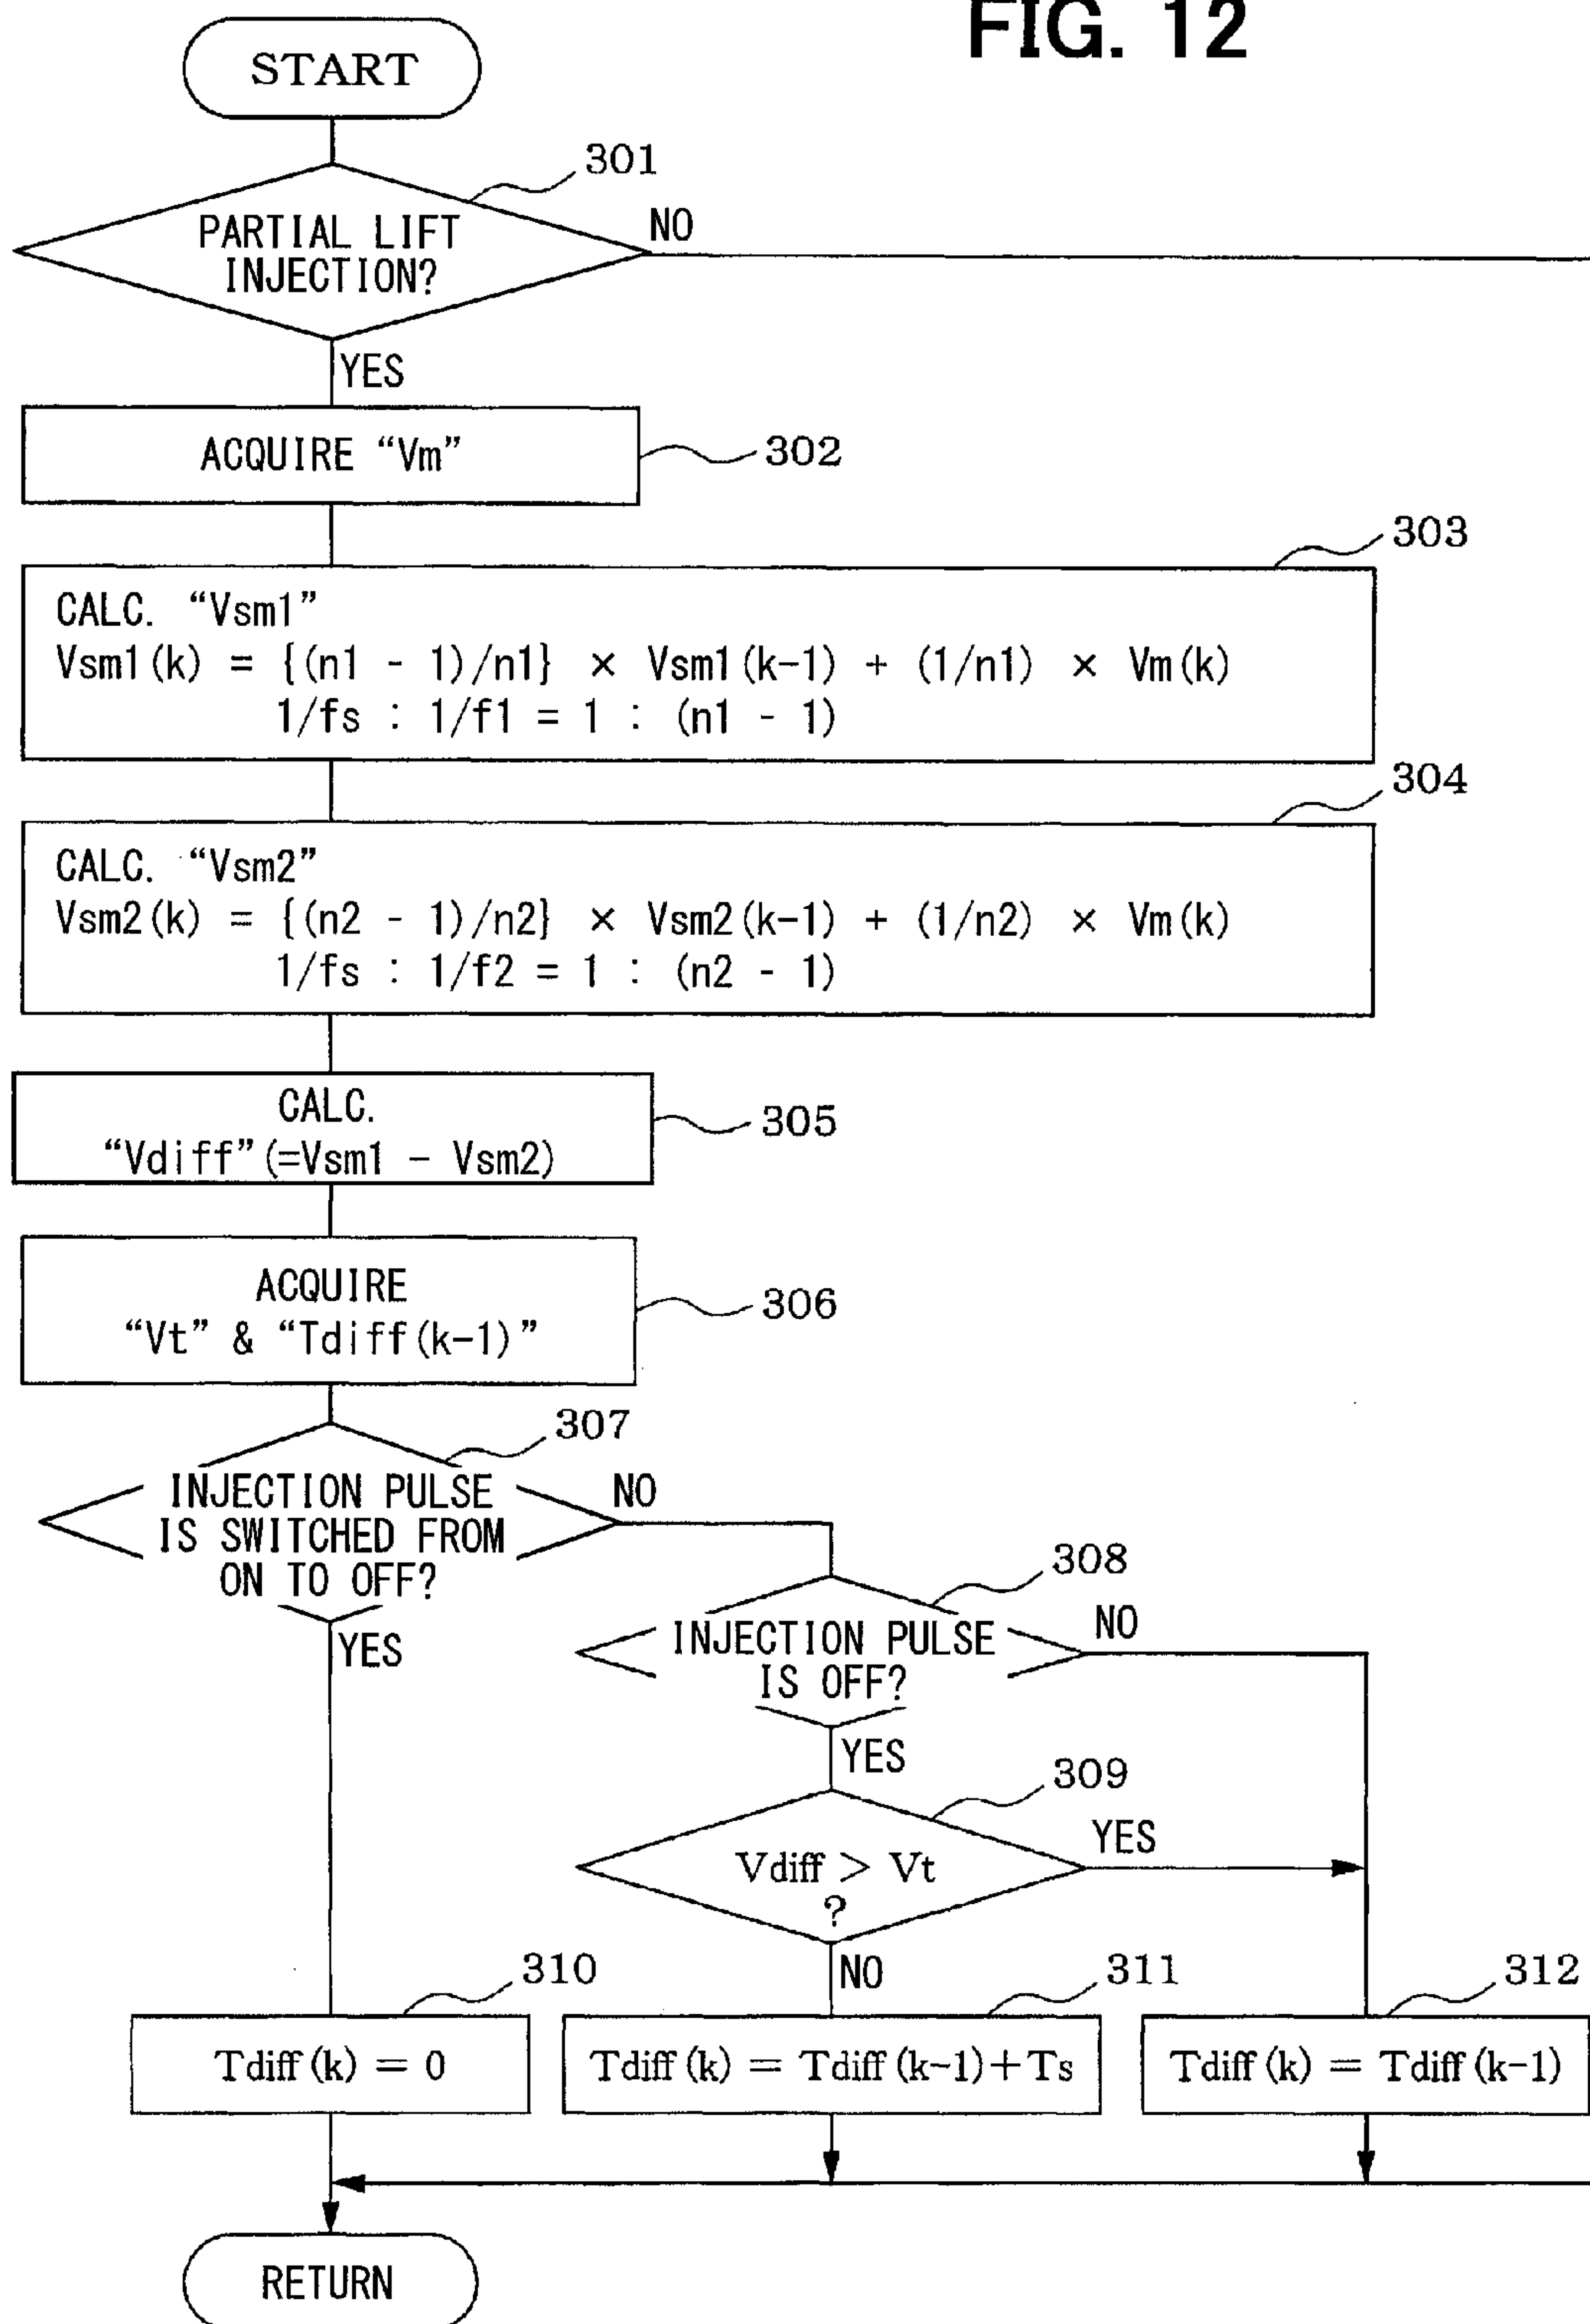 FIG. 12
START
301
PARTIAL LIFT
INJECTION?
NO
YES
ACQUIRE “Vm”
302
303
CALC. “Vsm1”
Vsm1(k) = {(n1 - 1)/n1} × Vsm1(k-1) + (1/n1) × Vm(k)
1/fs : 1/f1 = 1 : (n1 - 1)
304
CALC. “Vsm2”
Vsm2(k) = {(n2 - 1)/n2} × Vsm2(k-1) + (1/n2) × Vm(k)
1/fs : 1/f2 = 1 : (n2 - 1)
CALC.
“Vdiff”(=Vsm1 - Vsm2)
305
ACQUIRE
“Vt” & “Tdiff(k-1)”
306
307
INJECTION PULSE
IS SWITCHED FROM
ON TO OFF?
NO
YES
308
INJECTION PULSE
IS OFF?
NO
YES
309
Vdiff > Vt
?
YES
NO
310
Tdiff(k) = 0
311
Tdiff(k) = Tdiff(k-1)+Ts
312
Tdiff(k) = Tdiff(k-1)
RETURN